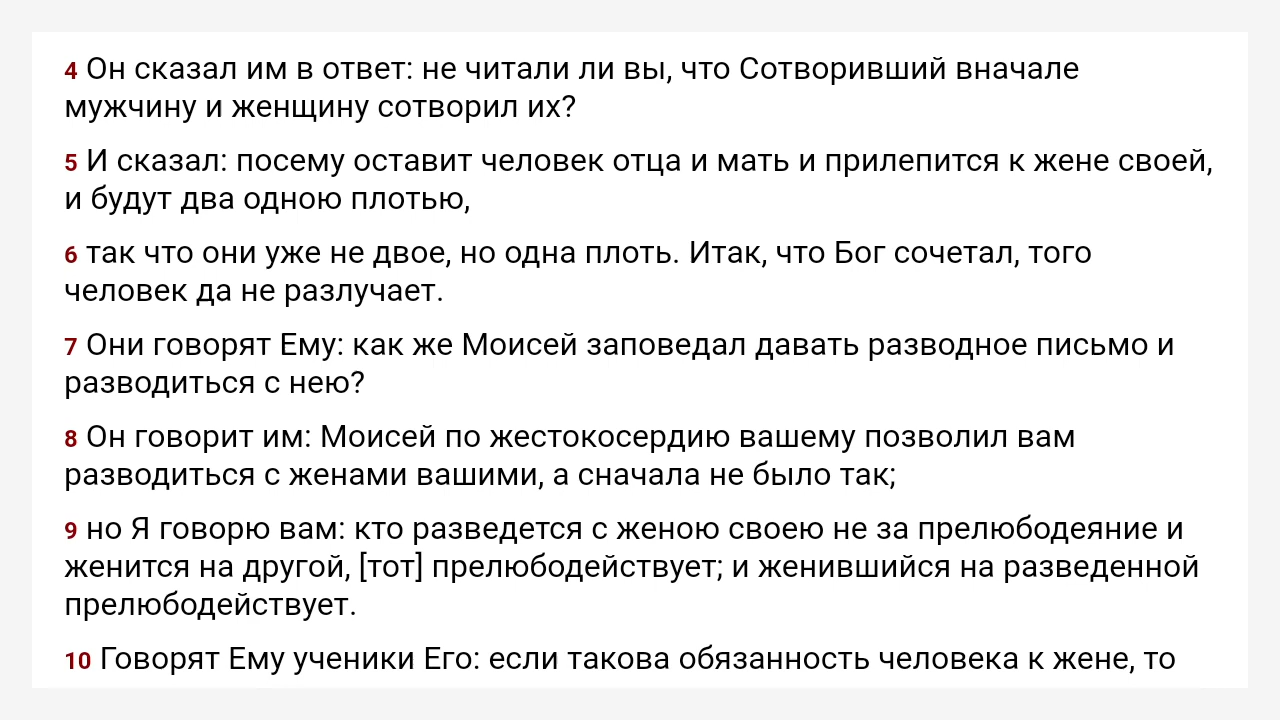 4 Он сказал им в ответ: не читали ли вы, что Сотворивший вначале
мужчину и женщину сотворил их?
5 И сказал: посему оставит человек отца и мать и прилепится к жене своей,
и будут два одною плотью,
6 так что они уже не двое, но одна плоть. Итак, что Бог сочетал, того
человек да не разлучает.
7 Они говорят Ему: как же Моисей заповедал давать разводное письмо и
разводиться с нею?
8 Он говорит им: Моисей по жестокосердию вашему позволил вам
разводиться с женами вашими, а сначала не было так;
9 но Я говорю вам: кто разведется с женою своею не за прелюбодеяние и
женится на другой, [тот] прелюбодействует; и женившийся на разведенной
прелюбодействует.
10 Говорят Ему ученики Его: если такова обязанность человека к жене, то